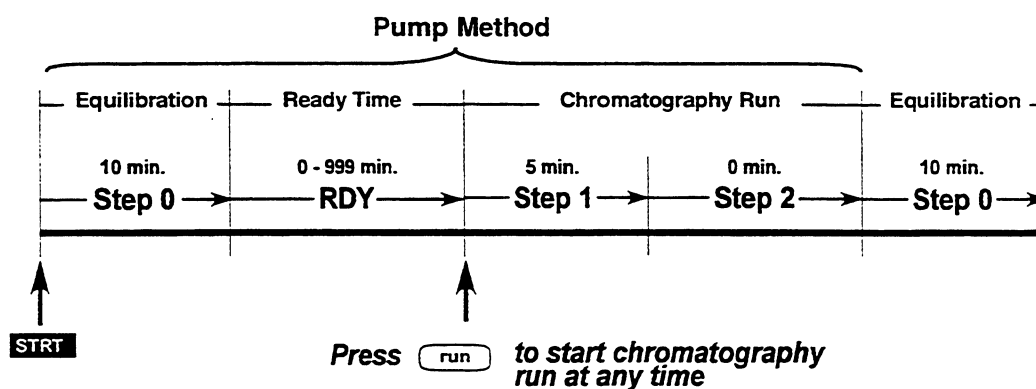 Pump Method
Equilibration Ready Time Chromatography Run Equilibration
10 min. 0 - 999 min. 5 min. 0 min. 10 min.
Step 0 RDY Step 1 Step 2 Step 0
STRT
Press run to start chromatography
run at any time